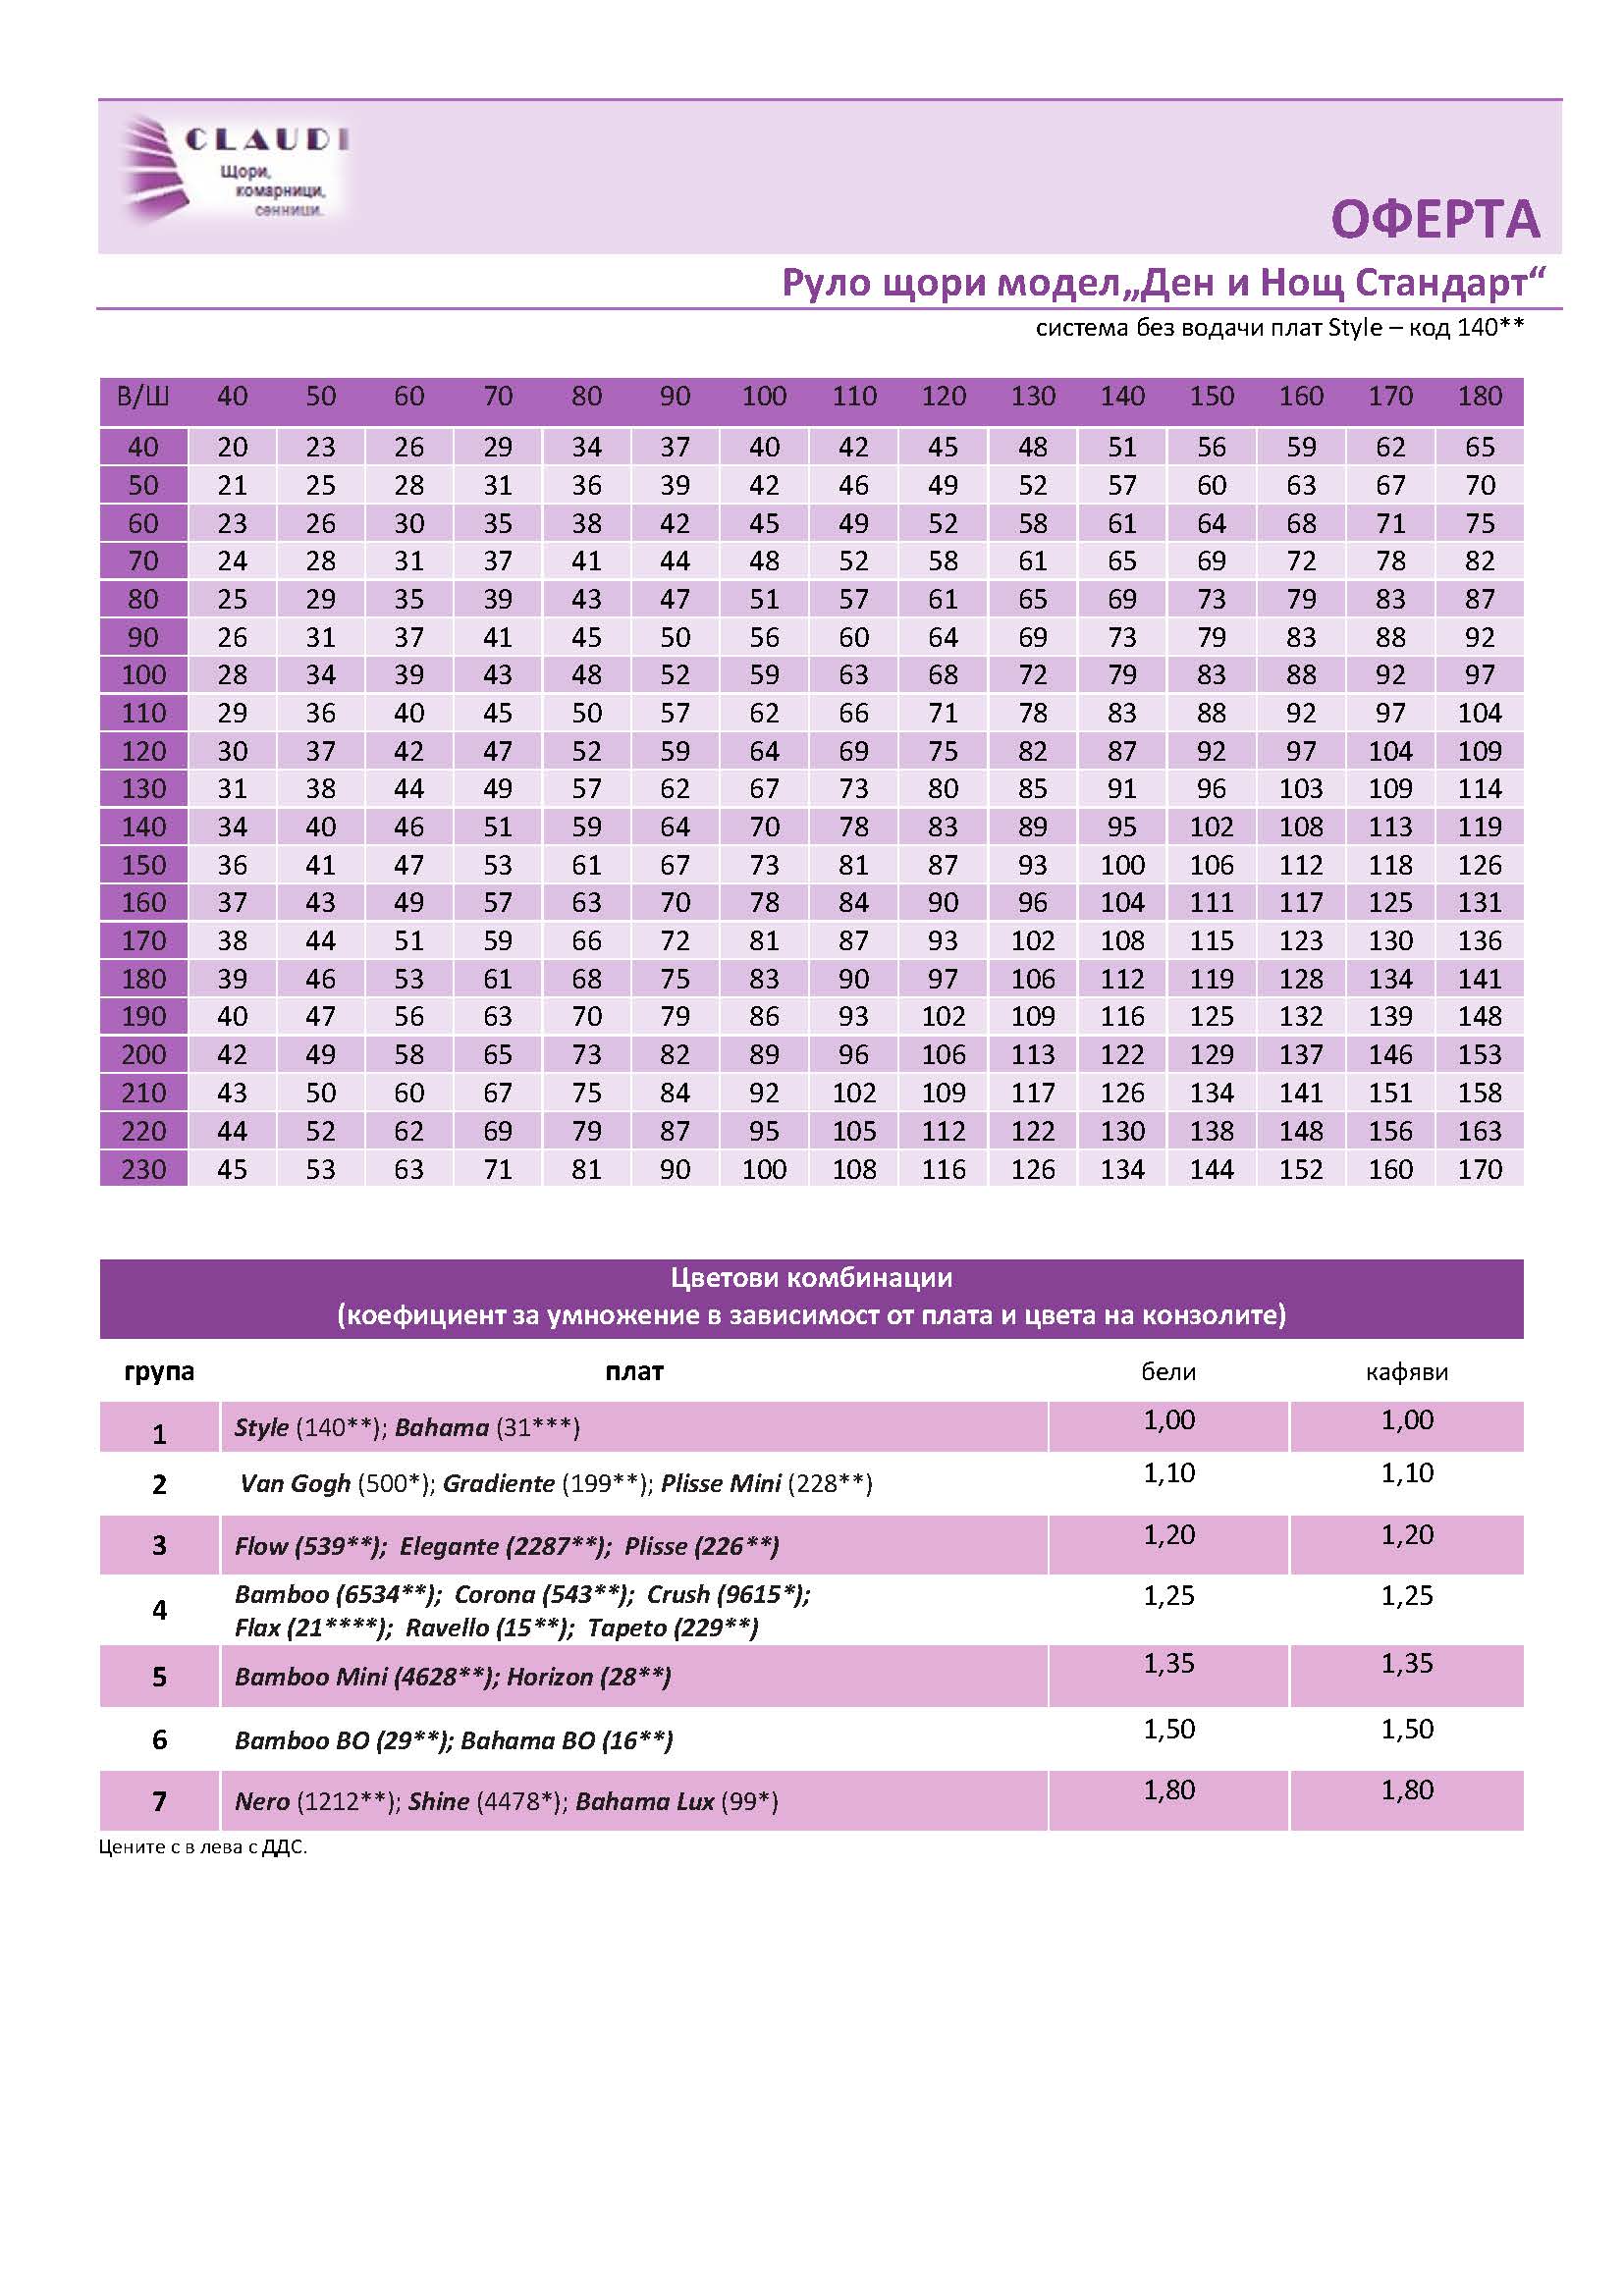 CLAUDI
Щори,
комарници,
сенници.
ОФЕРТА
Руло щори модел„Ден и Нощ Стандарт“
система без водачи плат Style – код 140**
В/Ш 40 50 60 70 80 90 100 110 120 130 140 150 160 170 180
40 20 23 26 29 34 37 40 42 45 48 51 56 59 62 65
50 21 25 28 31 36 39 42 46 49 52 57 60 63 67 70
60 23 26 30 35 38 42 45 49 52 58 61 64 68 71 75
70 24 28 31 37 41 44 48 52 58 61 65 69 72 78 82
80 25 29 35 39 43 47 51 57 61 65 69 73 79 83 87
90 26 31 37 41 45 50 56 60 64 69 73 79 83 88 92
100 28 34 39 43 48 52 59 63 68 72 79 83 88 92 97
110 29 36 40 45 50 57 62 66 71 78 83 88 92 97 104
120 30 37 42 47 52 59 64 69 75 82 87 92 97 104 109
130 31 38 44 49 57 62 67 73 80 85 91 96 103 109 114
140 34 40 46 51 59 64 70 78 83 89 95 102 108 113 119
150 36 41 47 53 61 67 73 81 87 93 100 106 112 118 126
160 37 43 49 57 63 70 78 84 90 96 104 111 117 125 131
170 38 44 51 59 66 72 81 87 93 102 108 115 123 130 136
180 39 46 53 61 68 75 83 90 97 106 112 119 128 134 141
190 40 47 56 63 70 79 86 93 102 109 116 125 132 139 148
200 42 49 58 65 73 82 89 96 106 113 122 129 137 146 153
210 43 50 60 67 75 84 92 102 109 117 126 134 141 151 158
220 44 52 62 69 79 87 95 105 112 122 130 138 148 156 163
230 45 53 63 71 81 90 100 108 116 126 134 144 152 160 170
Цветови комбинации
(коефициент за умножение в зависимост от плата и цвета на конзолите)
група плат бели кафяви
1 Style (140**); Bahama (31***) 1,00 1,00
2 Van Gogh (500*); Gradiente (199**); Plisse Mini (228**) 1,10 1,10
3 Flow (539**); Elegante (2287**); Plisse (226**) 1,20 1,20
4 Bamboo (6534**); Corona (543**); Crush (9615*); 1,25 1,25
Flax (21****); Ravello (15**); Tapeto (229**)
5 Bamboo Mini (4628**); Horizon (28**) 1,35 1,35
6 Bamboo BO (29**); Bahama BO (16**) 1,50 1,50
7 Nero (1212**); Shine (4478*); Bahama Lux (99*) 1,80 1,80
Цените с в лева с ДДС.